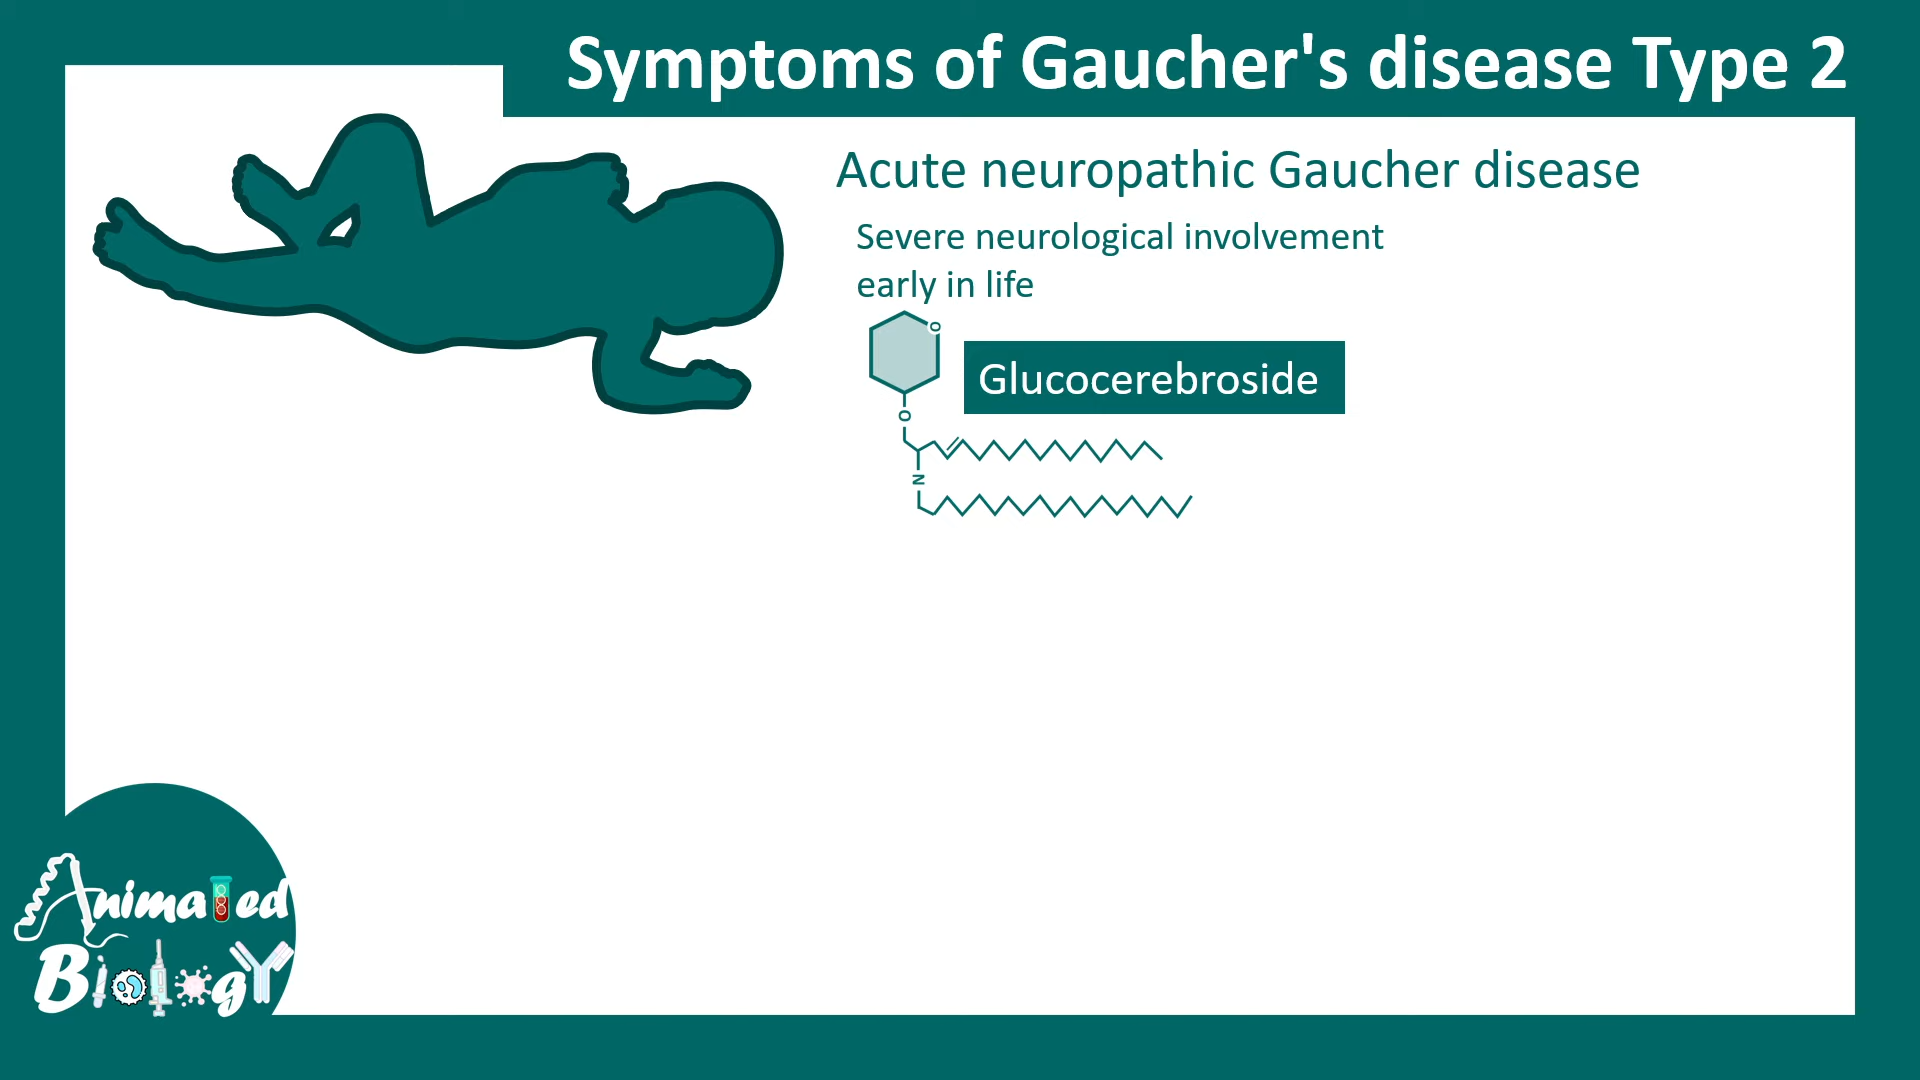 Symptoms of Gaucher's disease Type 2
Acute neuropathic Gaucher disease
Severe neurological involvement
early in life
O
Glucocerebroside
O
N
Animated
Biology